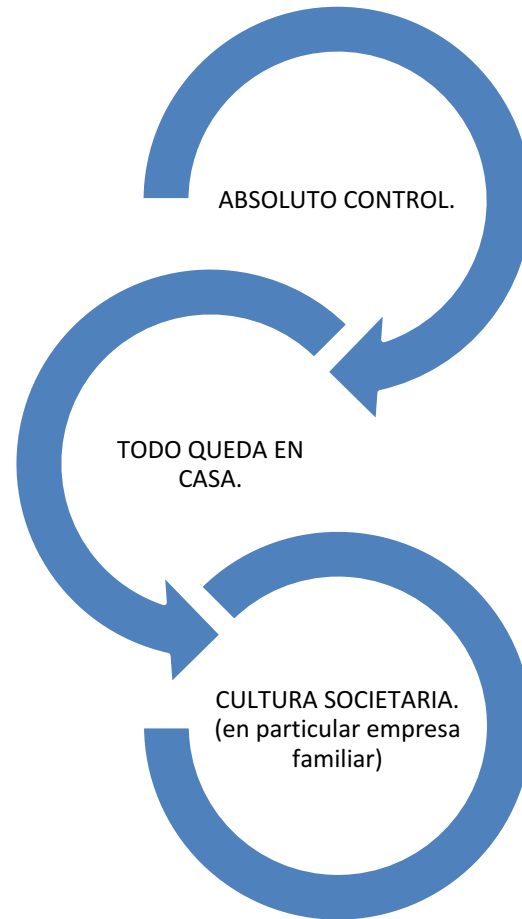 ABSOLUTO CONTROL.
TODO QUEDA EN
CASA.
CULTURA SOCIETARIA.
(en particular empresa
familiar)